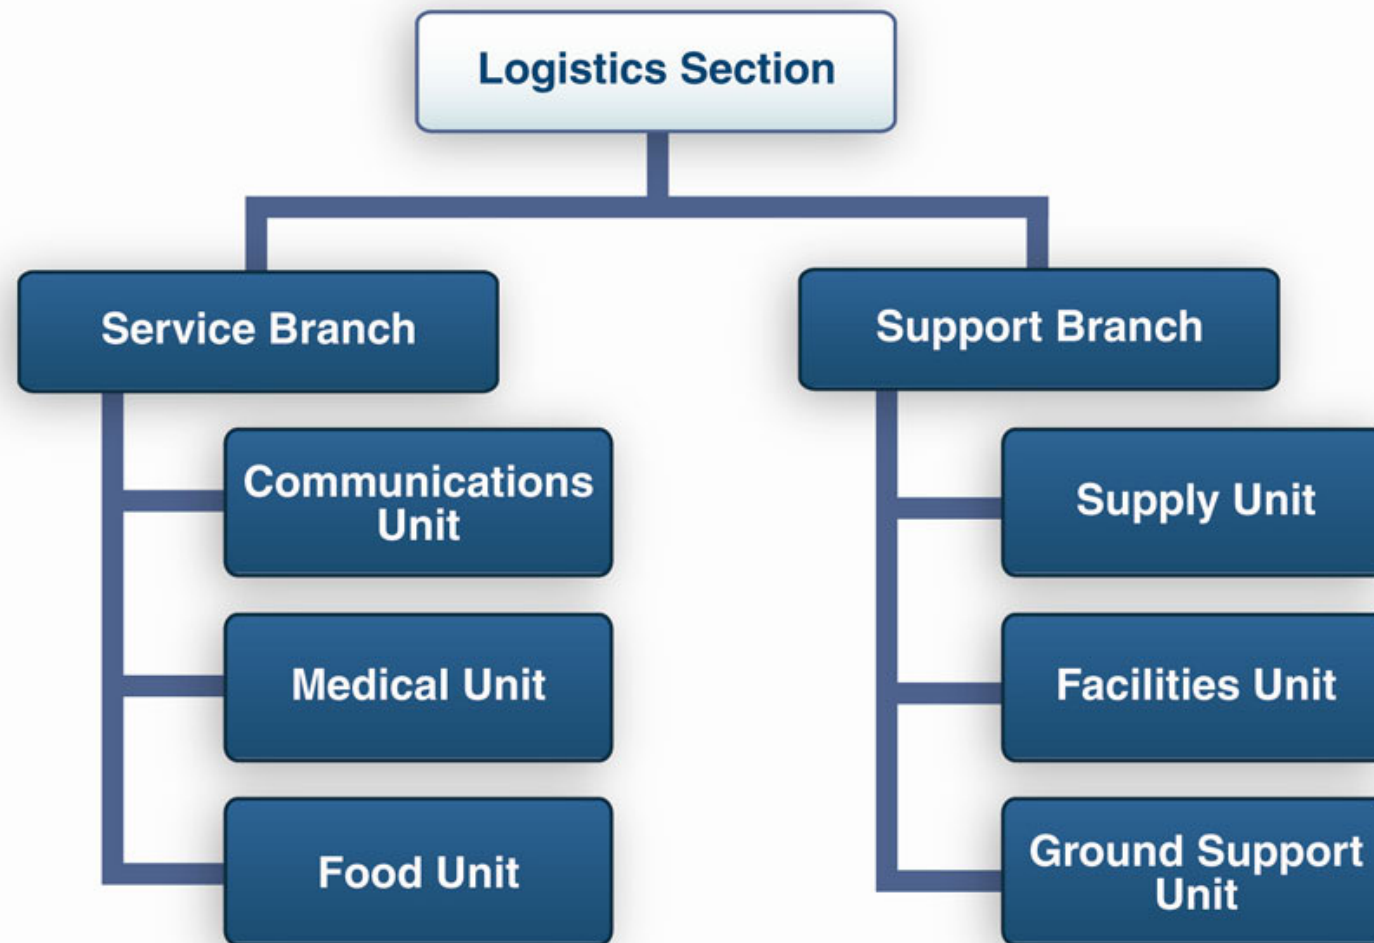 Logistics Section
Service Branch
Communications
Unit
Medical Unit
Food Unit
Support Branch
Supply Unit
Facilities Unit
Ground Support
Unit